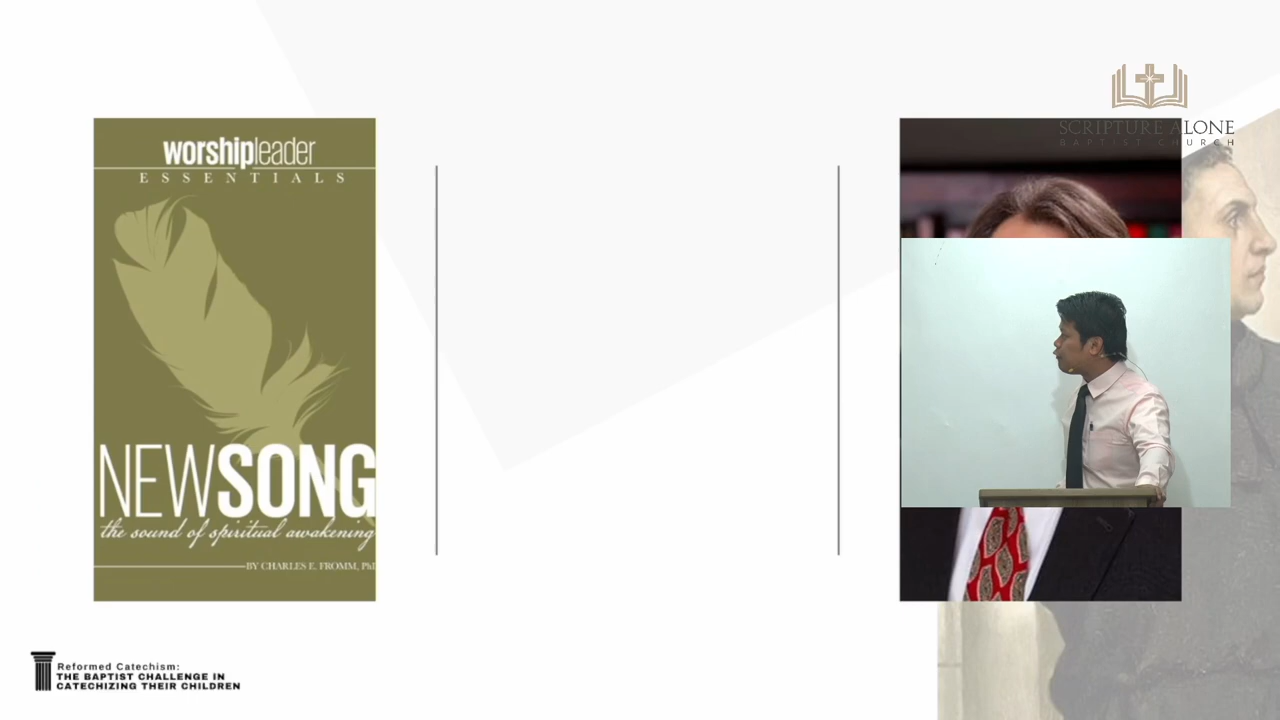 worshipleader
ESSENTIALS
NEWSONG
the sound of spiritual awakening
BY CHARLES E. FROMM, Ph
SCRIPTURE ALONE
BAPTIST CHURCH
Reformed Catechism:
THE BAPTIST CHALLENGE IN
CATECHIZING THEIR CHILDREN